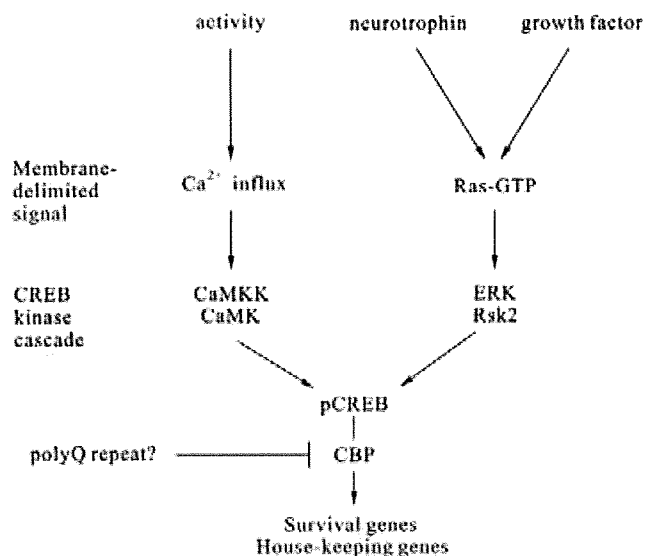 activity neurotrophin growth factor
Membrane-
delimited
signal
Ca²⁺ influx Ras-GTP
CREB
kinase
cascade
CaMKK
CaMK
ERK
Rsk2
pCREB
polyQ repeat? CBP
Survival genes
House-keeping genes